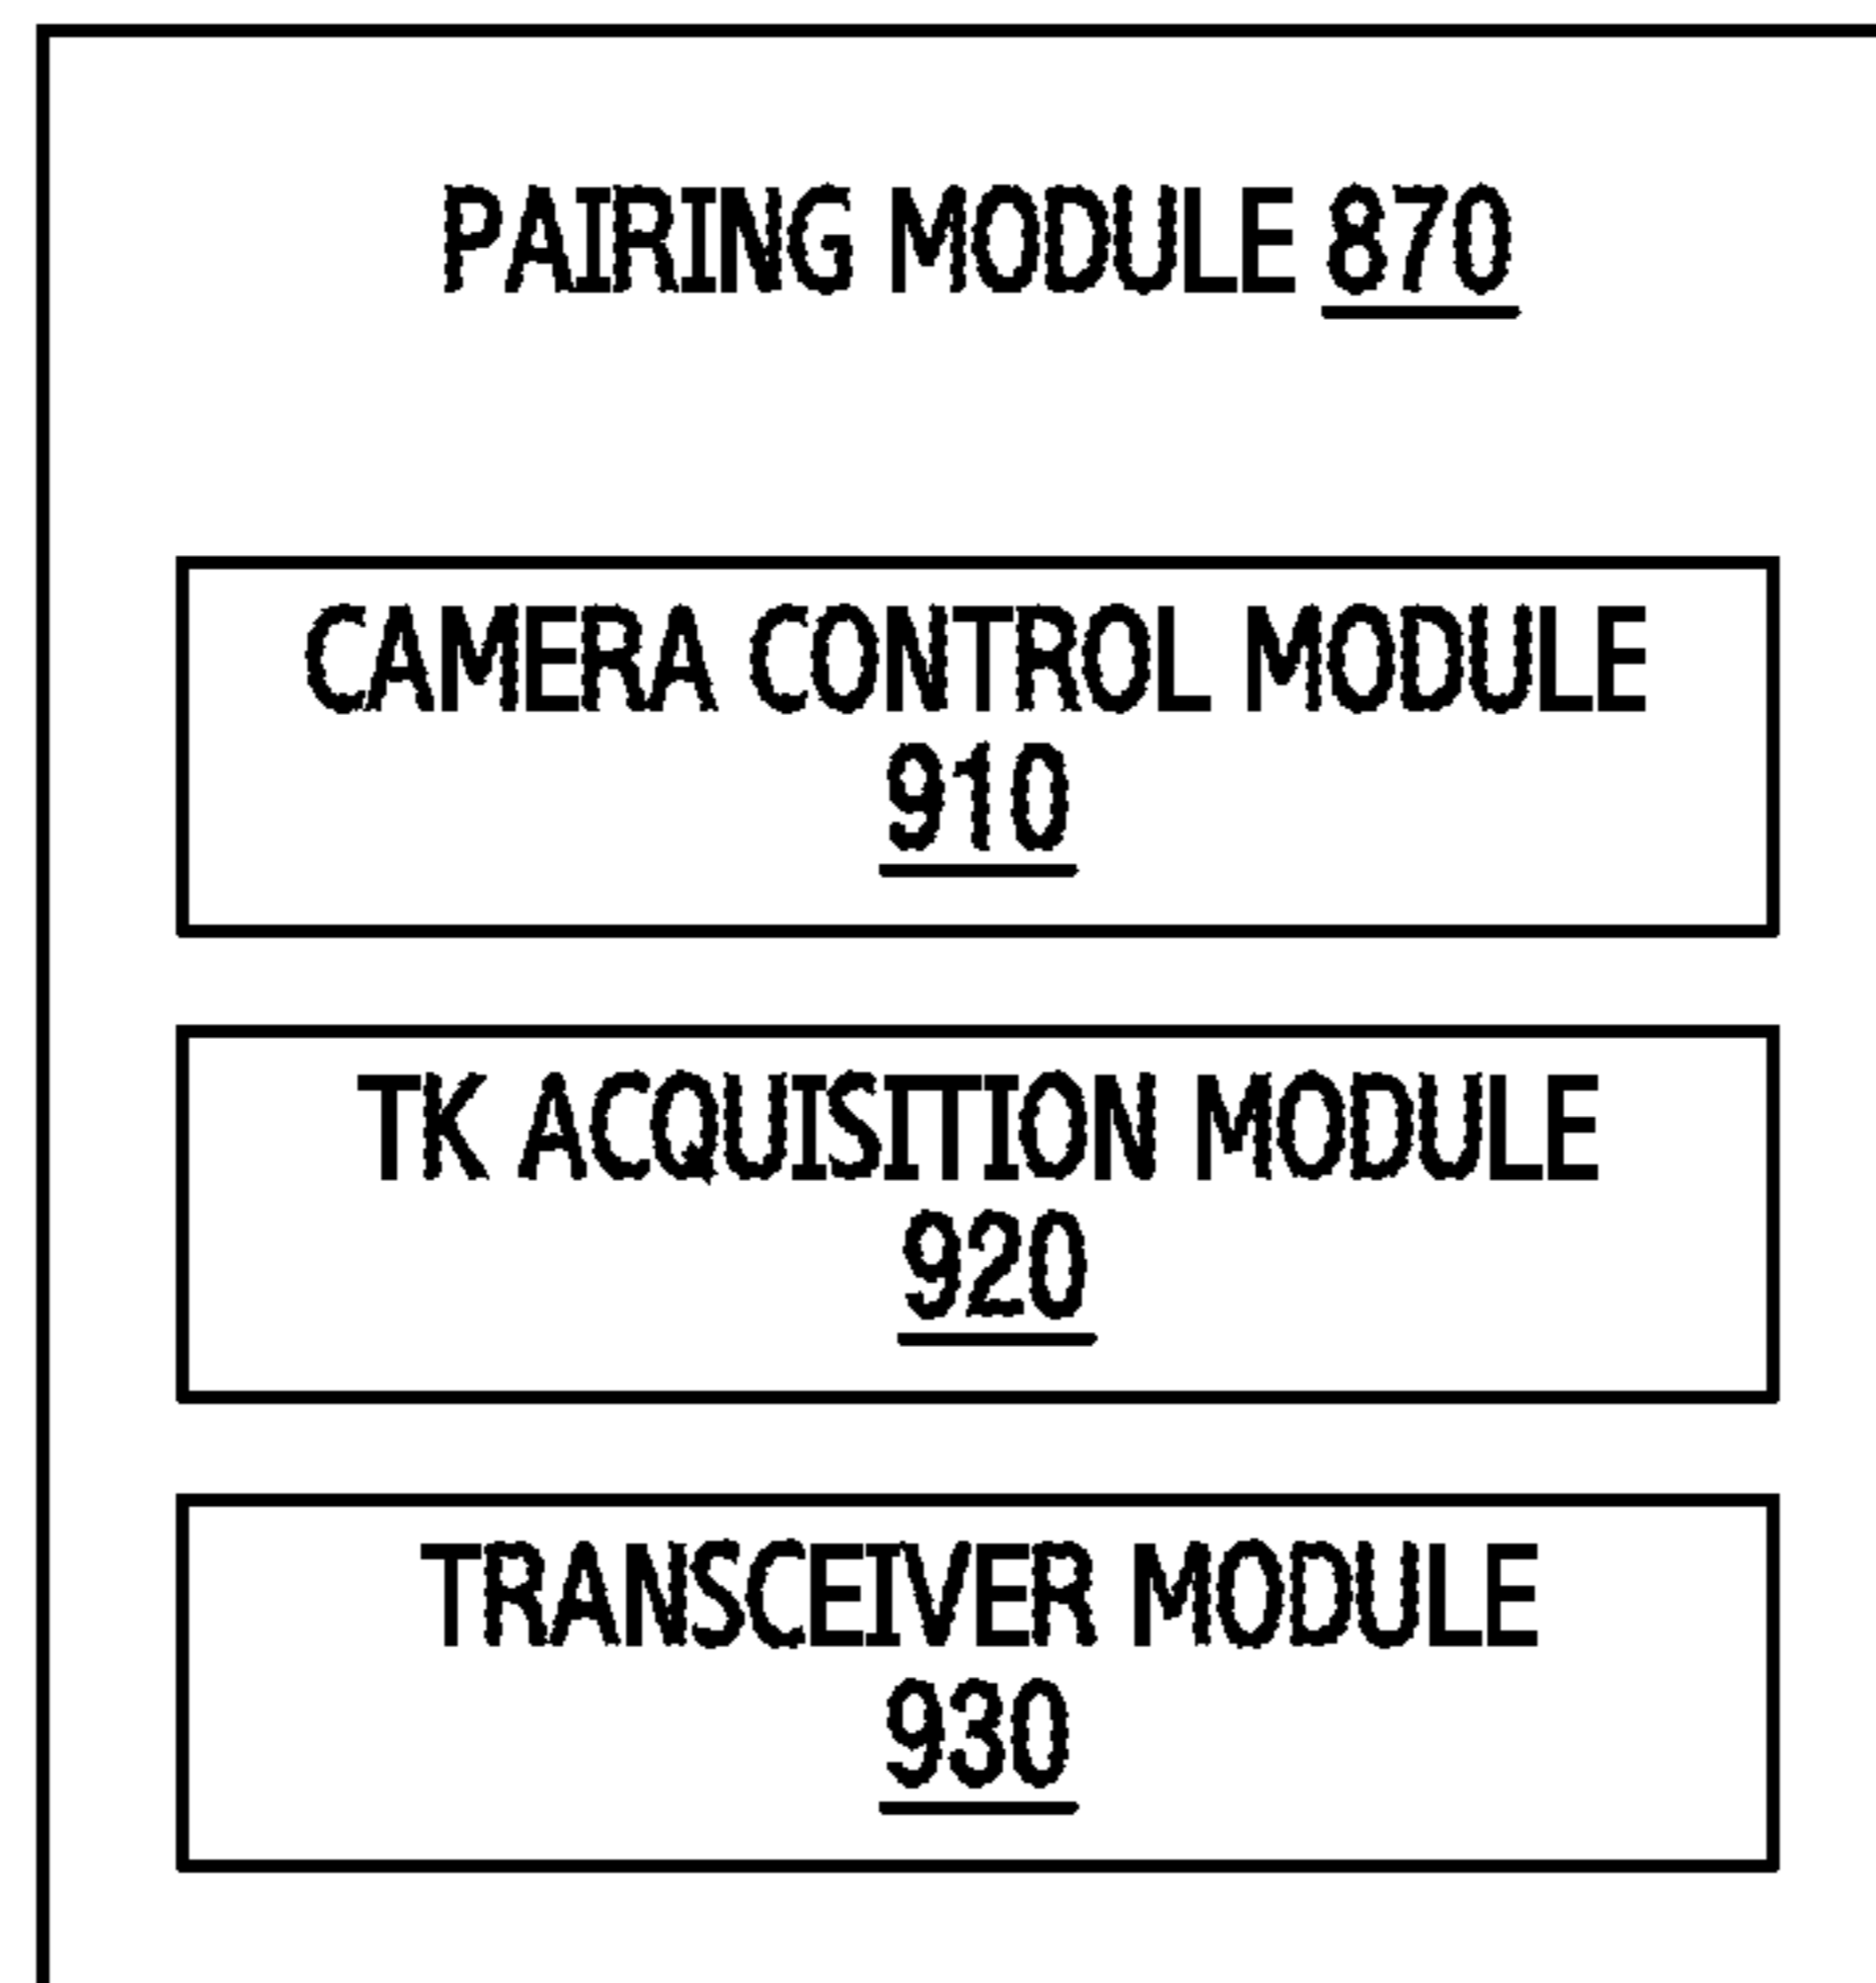 PAIRING MODULE 870
CAMERA CONTROL MODULE
910
TK ACQUISITION MODULE
920
TRANSCEIVER MODULE
930